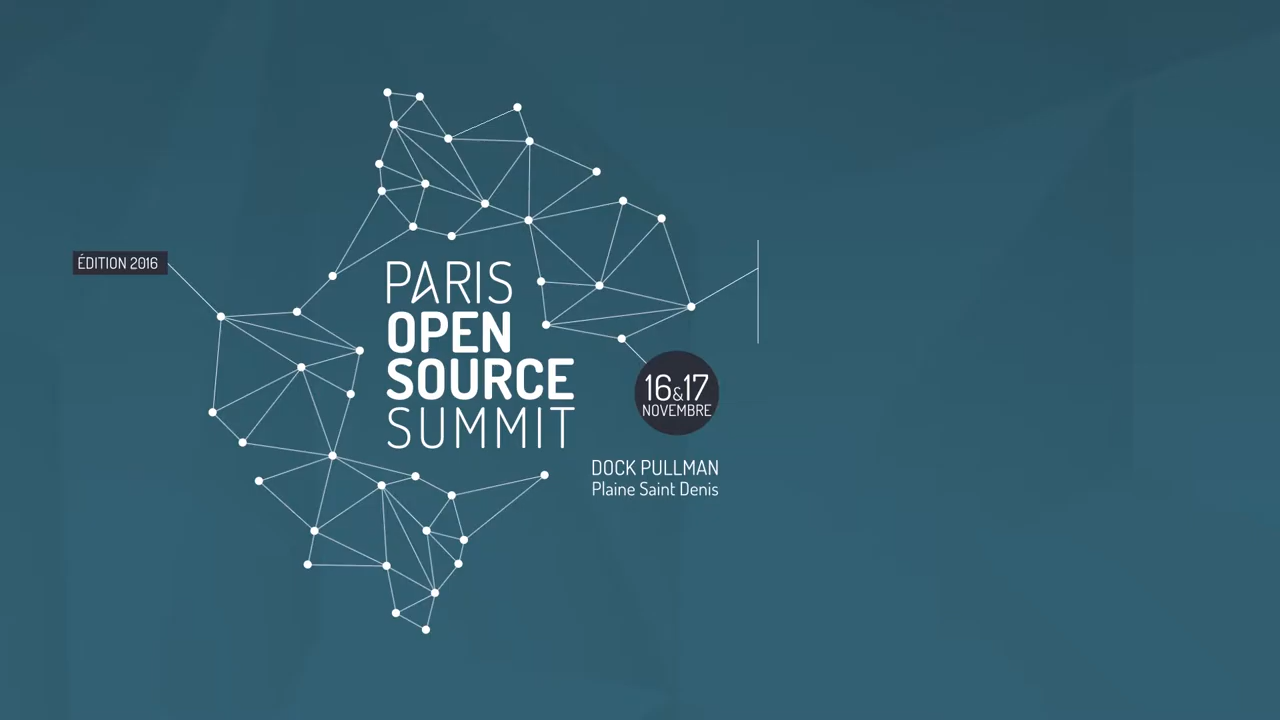 ÉDITION 2016
PARIS
OPEN
SOURCE
SUMMIT
16&17
NOVEMBRE
DOCK PULLMAN
Plaine Saint Denis